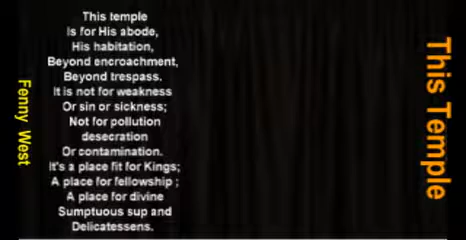 This temple
Is for His abode,
His habitation,
Beyond encroachment,
Beyond trespass.
It is not for weakness
Or sin or sickness;
Not for pollution
desecration
Or contamination.
It's a place fit for Kings;
A place for fellowship ;
A place for divine
Sumptuous sup and
Delicatessens.
Fenny West
This Temple